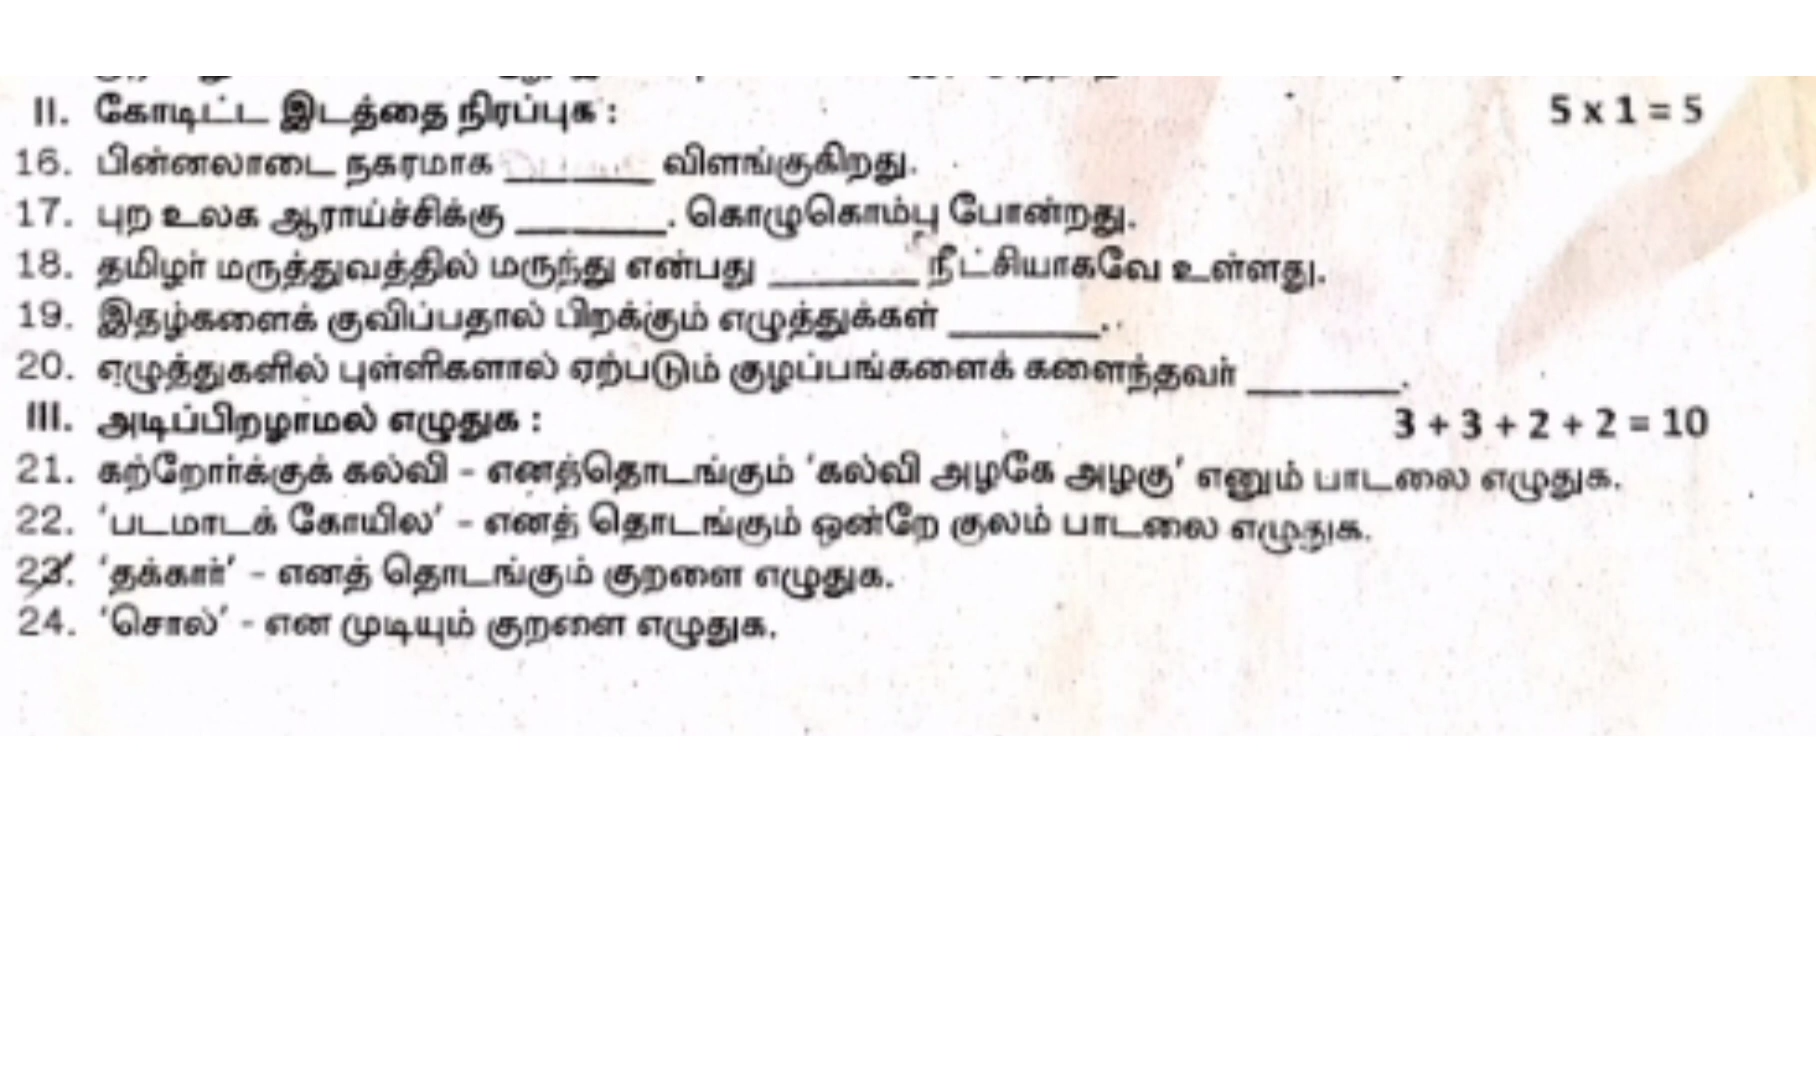 II. கோடிட்ட இடத்தை நிரப்புக : 5 x 1 = 5
16. பின்னலாடை நகரமாக ______ விளங்குகிறது.
17. புற உலக ஆராய்ச்சிக்கு ______. கொழுகொம்பு போன்றது.
18. தமிழர் மருத்துவத்தில் மருந்து என்பது ______ நீட்சியாகவே உள்ளது.
19. இதழ்களைக் குவிப்பதால் பிறக்கும் எழுத்துக்கள் ______.
20. எழுத்துகளில் புள்ளிகளால் ஏற்படும் குழப்பங்களைக் களைந்தவர் ______.
III. அடிப்பிறழாமல் எழுதுக : 3 + 3 + 2 + 2 = 10
21. கற்றோர்க்குக் கல்வி - எனத்தொடங்கும் ‘கல்வி அழகே அழகு’ எனும் பாடலை எழுதுக.
22. ‘படமாடக் கோயில’ - எனத் தொடங்கும் ஒன்றே குலம் பாடலை எழுதுக.
23. ‘தக்கார்’ - எனத் தொடங்கும் குறளை எழுதுக.
24. ‘சொல்’ - என முடியும் குறளை எழுதுக.